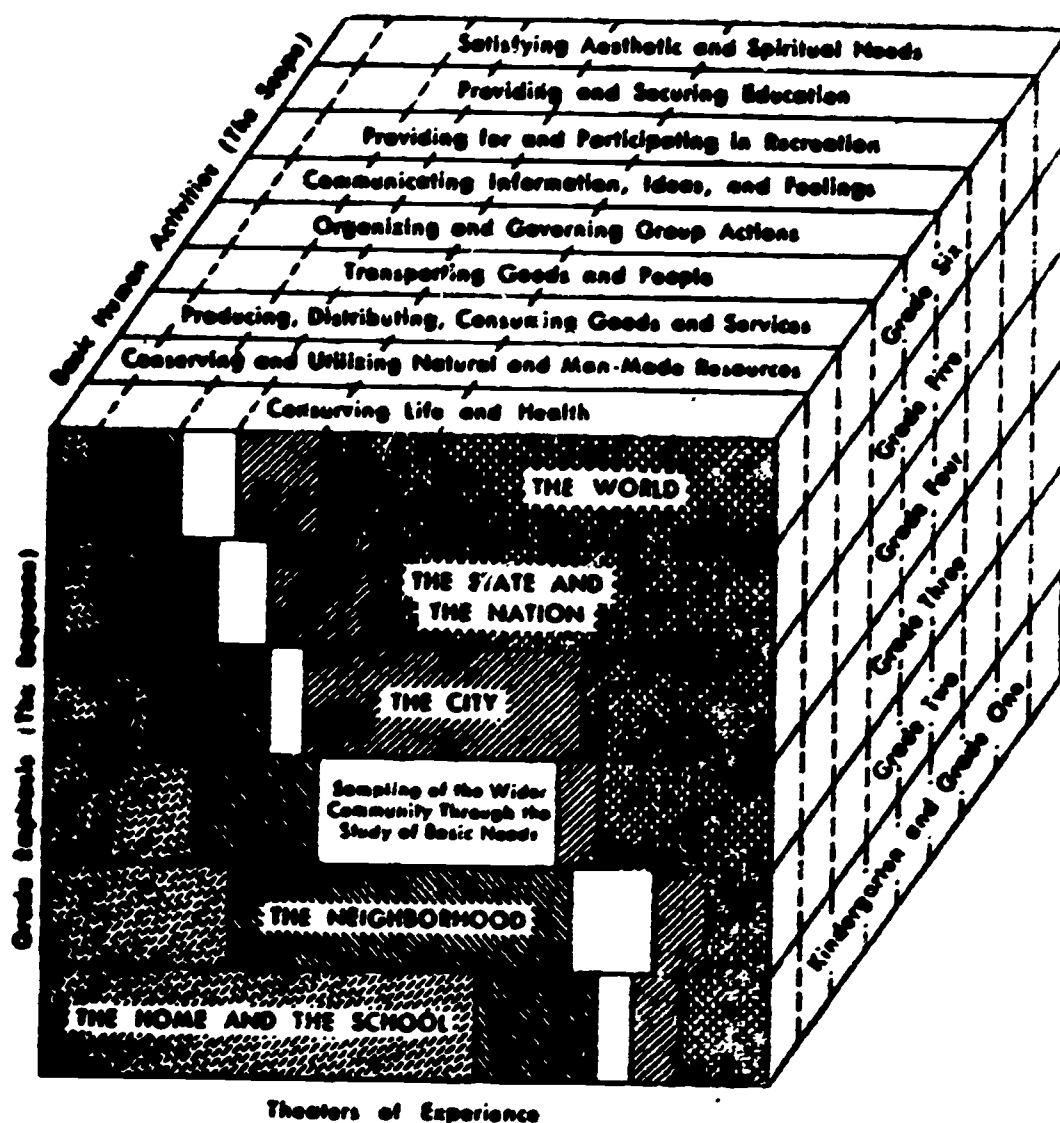 Satisfying Aesthetic and Spiritual Needs
Providing and Securing Education
Providing for and Participating in Recreation
Communicating Information, Ideas, and Feelings
Organizing and Governing Group Actions
Transporting Goods and People
Producing, Distributing, Consuming Goods and Services
Conserving and Utilizing Natural and Man-Made Resources
Conserving Life and Health
Basic Human Activities (The Scope)
THE WORLD
THE STATE AND
THE NATION
THE CITY
Sampling of the Wider
Community Through the
Study of Basic Needs
THE NEIGHBORHOOD
THE HOME AND THE SCHOOL
Grade Emphasis (The Sequence)
Grade Six
Grade Five
Grade Four
Grade Three
Grade Two
Kindergarten and Grade One
Theaters of Experience